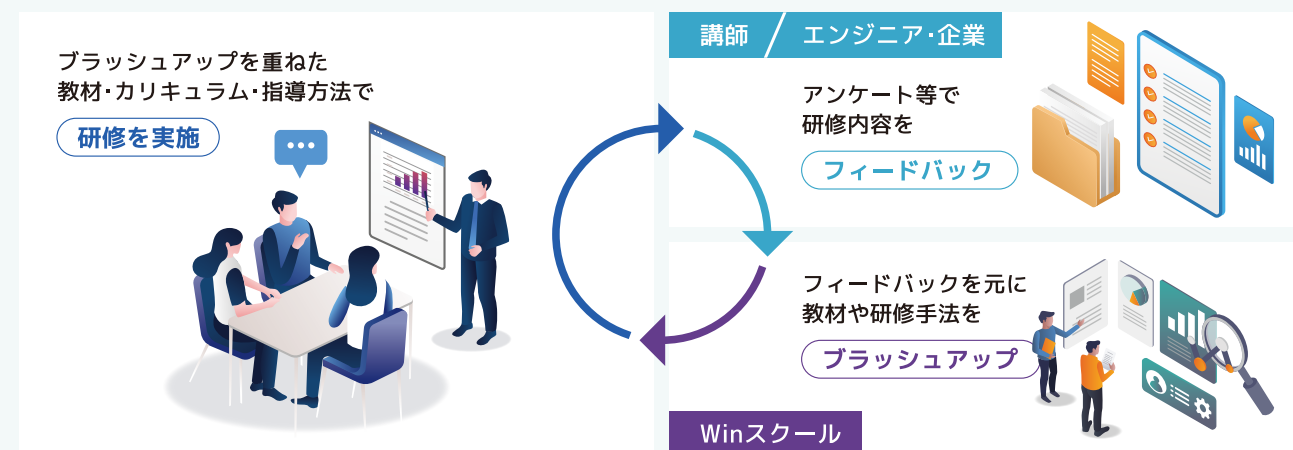 ブラッシュアップを重ねた
教材・カリキュラム・指導方法で
研修を実施
講師 / エンジニア・企業
アンケート等で
研修内容を
フィードバック
フィードバックを元に
教材や研修手法を
ブラッシュアップ
Winスクール